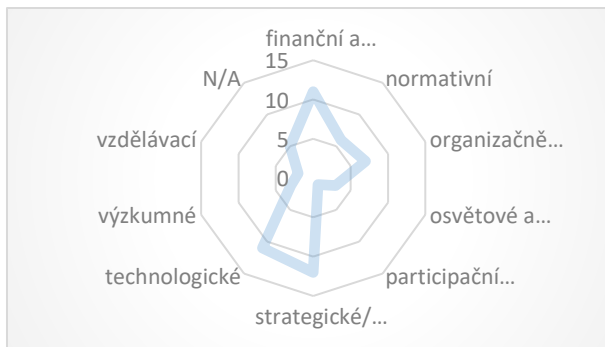 finanční a...
15
N/A
normativní
10
vzdělávací
5
organizačně...
0
výzkumné
osvětové a...
technologické
participační...
strategické/...